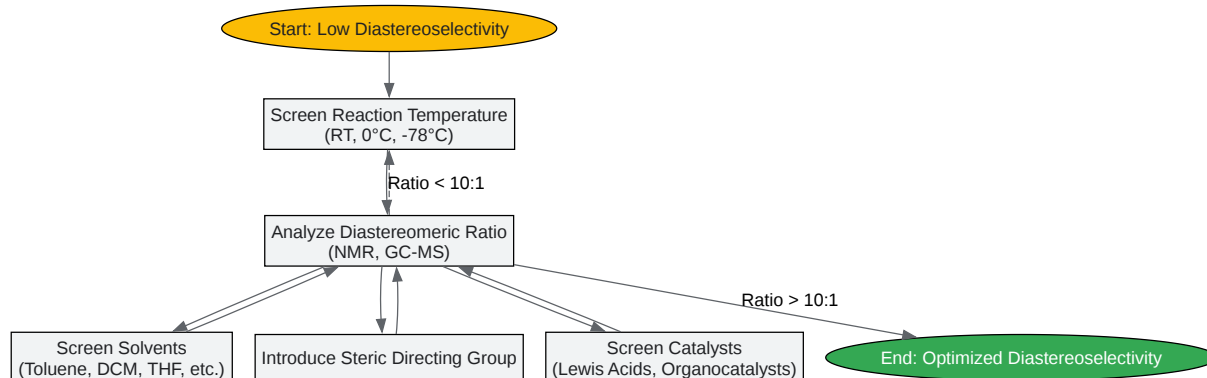 Start: Low Diastereoselectivity
Screen Reaction Temperature
(RT, 0°C, -78°C)
Ratio < 10:1
Analyze Diastereomeric Ratio
(NMR, GC-MS)
Ratio > 10:1
Screen Solvents
(Toluene, DCM, THF, etc.)
Introduce Steric Directing Group
Screen Catalysts
(Lewis Acids, Organocatalysts)
End: Optimized Diastereoselectivity